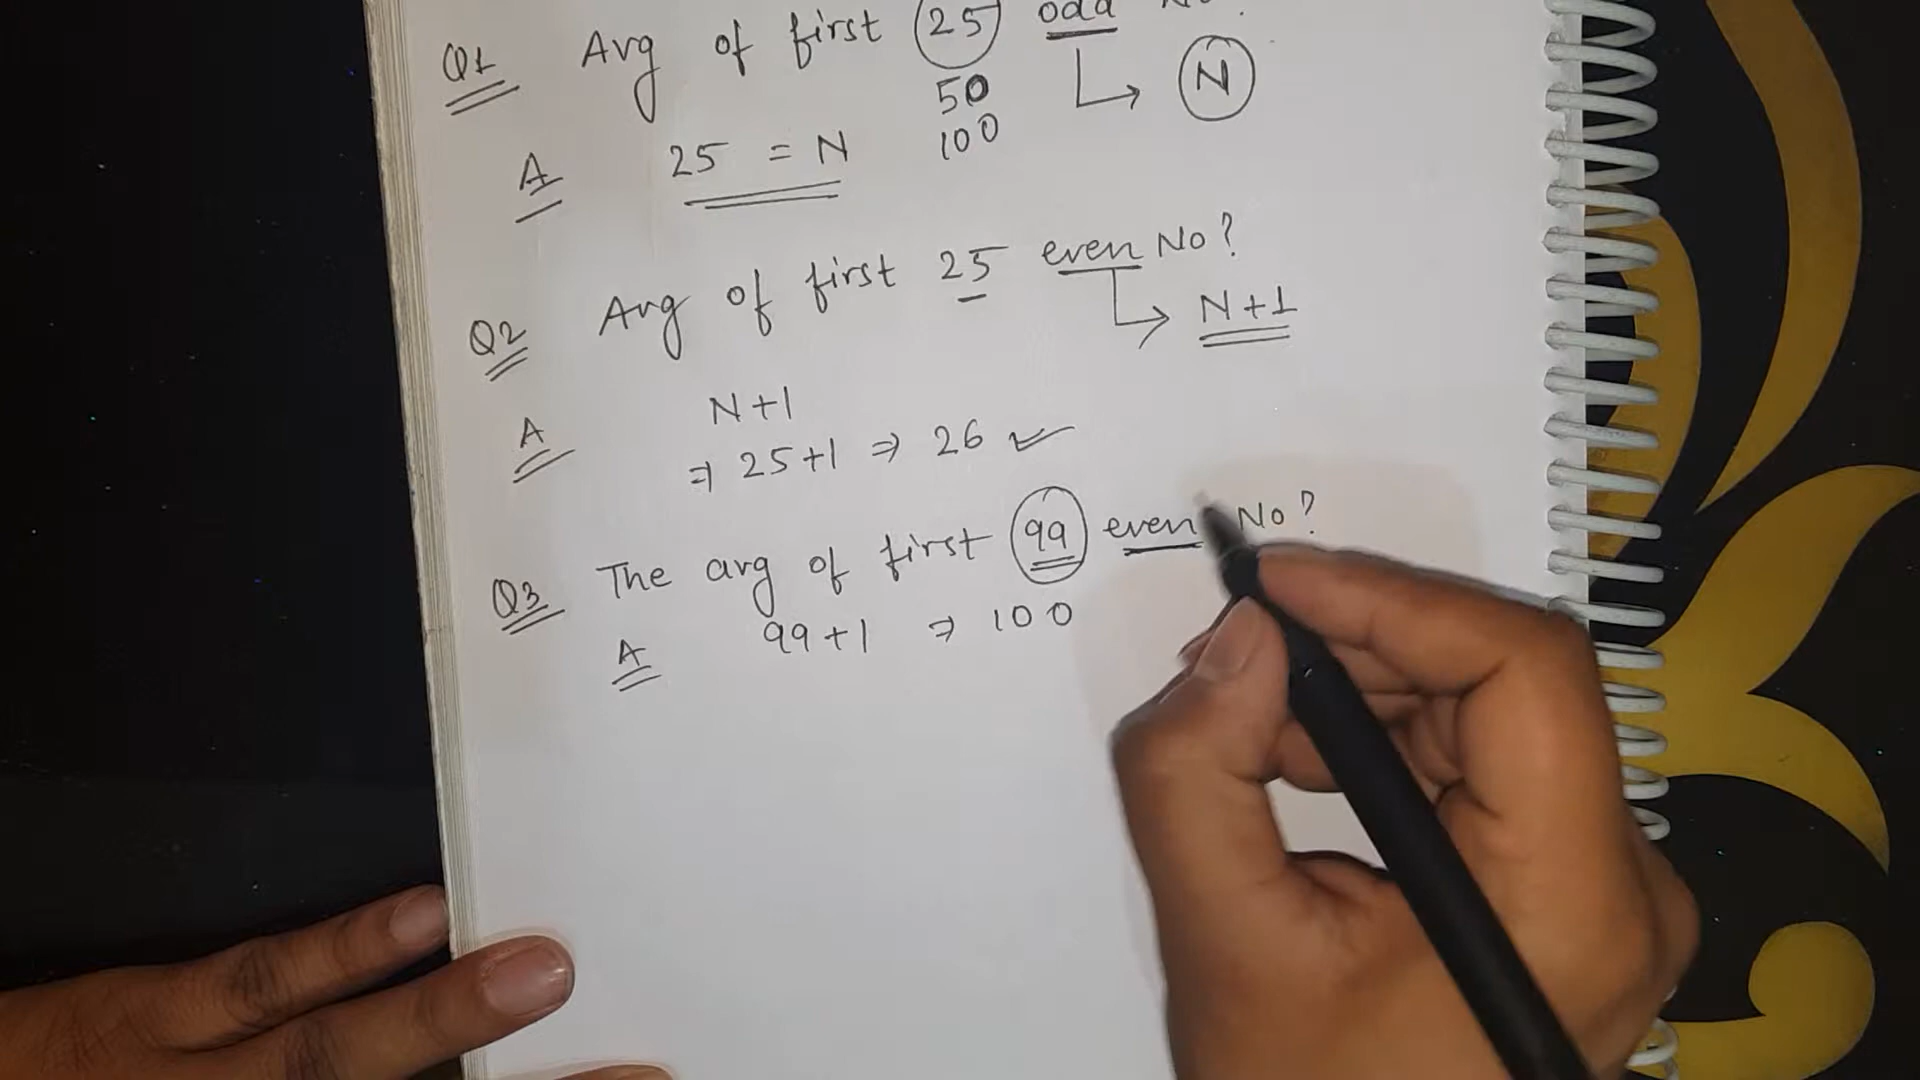 Q1 Avg of first 25 odd No?
50
N
100
A 25 = N
Q2 Avg of first 25 even No?
N+1
N+1
A ⇒ 25+1 ⇒ 26 ✓
Q3 The avg of first 99 even No?
A 99+1 ⇒ 100